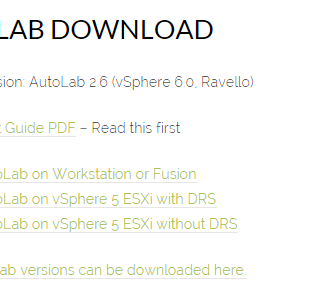 LAB DOWNLOAD
sion: AutoLab 2.6 (vSphere 6.0, Ravello)
Guide PDF – Read this first
oLab on Workstation or Fusion
oLab on vSphere 5 ESXi with DRS
oLab on vSphere 5 ESXi without DRS
ab versions can be downloaded here.